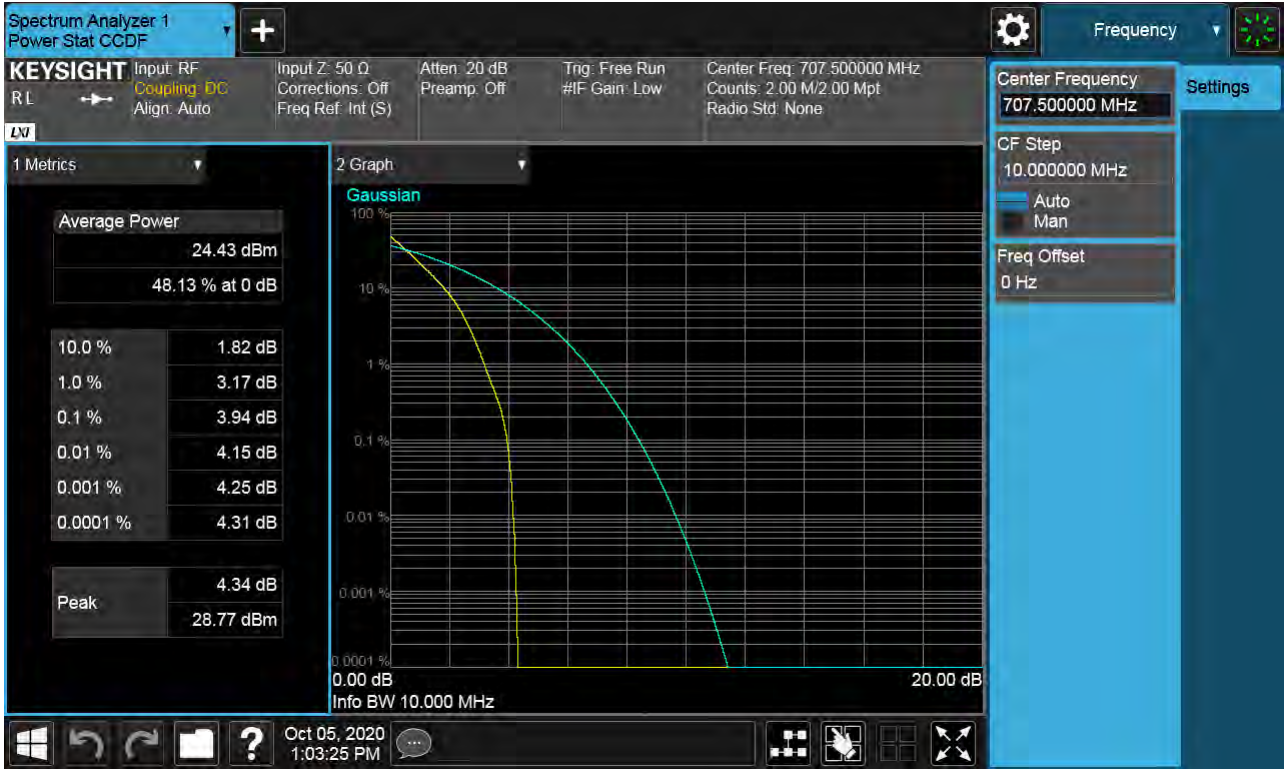 Spectrum Analyzer 1
Power Stat CCDF
Frequency
KEYSIGHT
RL
LXI
Input: RF
Coupling: DC
Align: Auto
Input Z: 50 Ω
Corrections: Off
Freq Ref: Int (S)
Atten: 20 dB
Preamp: Off
Trig: Free Run
#IF Gain: Low
Center Freq: 707.500000 MHz
Counts: 2.00 M/2.00 Mpt
Radio Std: None
Center Frequency
707.500000 MHz
Settings
CF Step
10.000000 MHz
Auto
Man
Freq Offset
0 Hz
1 Metrics
Average Power
24.43 dBm
48.13 % at 0 dB
10.0 % 1.82 dB
1.0 % 3.17 dB
0.1 % 3.94 dB
0.01 % 4.15 dB
0.001 % 4.25 dB
0.0001 % 4.31 dB
Peak 4.34 dB
28.77 dBm
2 Graph
Gaussian
100 %
10 %
1 %
0.1 %
0.01 %
0.001 %
0.0001 %
0.00 dB 20.00 dB
Info BW 10.000 MHz
?
Oct 05, 2020
1:03:25 PM